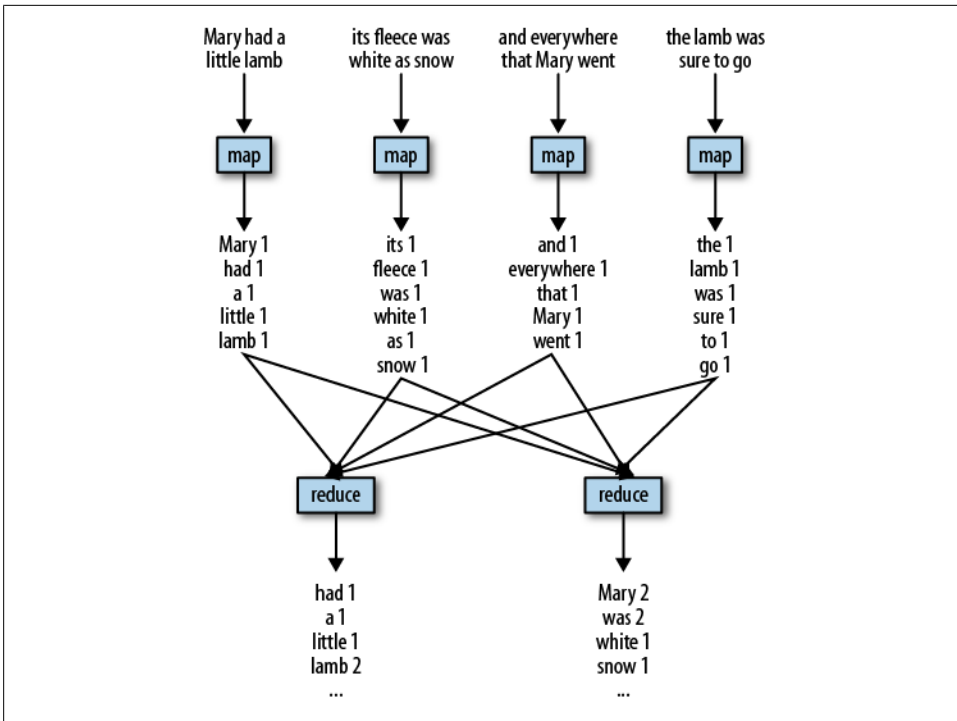 Mary had a
little lamb
its fleece was
white as snow
and everywhere
that Mary went
the lamb was
sure to go
map
map
map
map
Mary 1
had 1
a 1
little 1
lamb 1
its 1
fleece 1
was 1
white 1
as 1
snow 1
and 1
everywhere 1
that 1
Mary 1
went 1
the 1
lamb 1
was 1
sure 1
to 1
go 1
reduce
reduce
had 1
a 1
little 1
lamb 2
...
Mary 2
was 2
white 1
snow 1
...